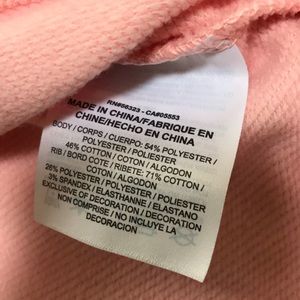 RN#56323 - CA#05553
MADE IN CHINA/FABRIQUE EN
CHINE/HECHO EN CHINA
BODY / CORPS / CUERPO: 54% POLYESTER /
POLYESTER / POLIESTER
46% COTTON / COTON / ALGODON
RIB / BORD COTE / RIBETE: 71% COTTON /
COTON / ALGODON
26% POLYESTER / POLYESTER / POLIESTER
3% SPANDEX / ELASTHANNE / ELASTANO
EXCLUSIVE OF DECORATION / DECORATION
NON COMPRISE / NO INCLUYE LA
DECORACION